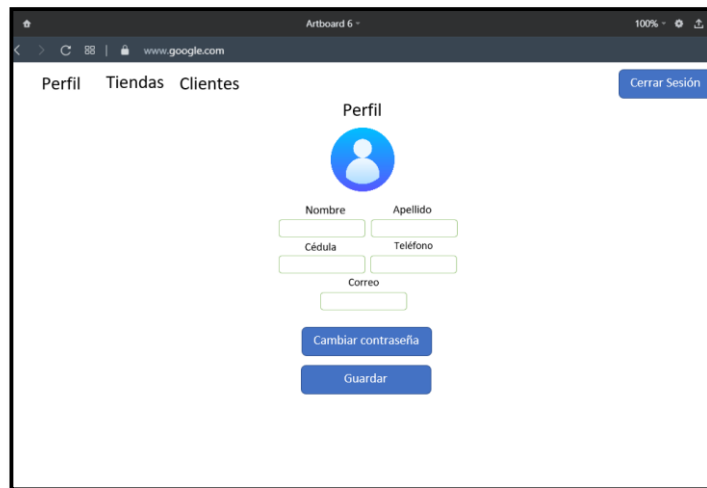 Artboard 6
100%
www.google.com
Perfil Tiendas Clientes
Cerrar Sesión
Perfil
Nombre Apellido
Cédula Teléfono
Correo
Cambiar contraseña
Guardar